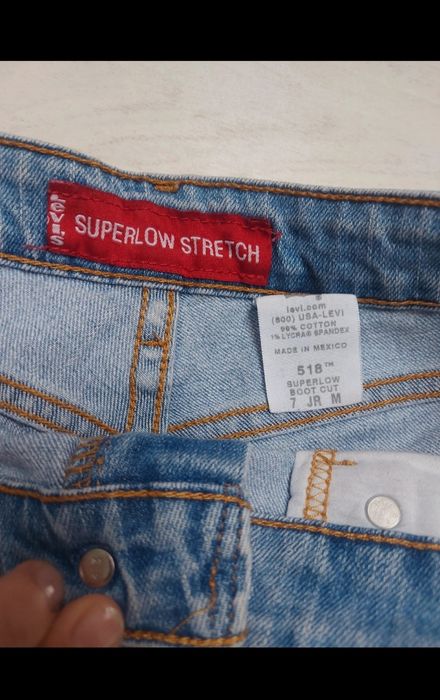 LEVI'S
SUPERLOW STRETCH
levi.com
(800) USA-LEVI
99% COTTON
1% LYCRA® SPANDEX
MADE IN MEXICO
518™
SUPERLOW
BOOT CUT
7 JR M